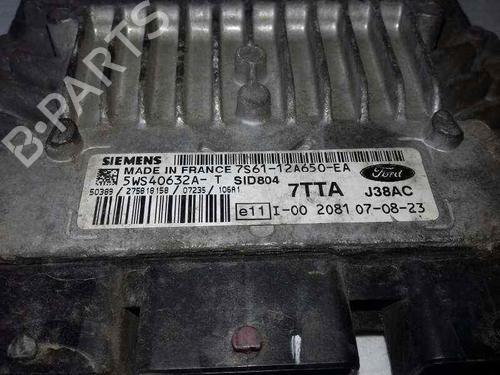 B-PARTS
SIEMENS
MADE IN FRANCE 7S61-12A650-EA
5WS40632A- T SID804
Ford
50389 / 275818158 / 07235 / 106A1
7TTA J38AC
e11 I-00 2081 07-08-23